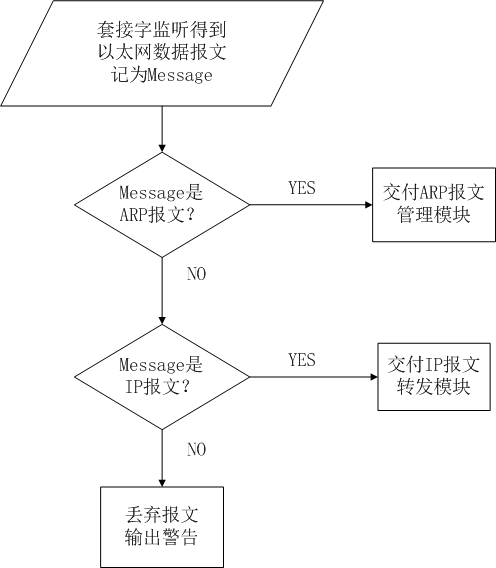 套接字监听得到
以太网数据报文
记为Message
Message是
ARP报文?
YES
交付ARP报文
管理模块
NO
Message是
IP报文?
YES
交付IP报文
转发模块
NO
丢弃报文
输出警告